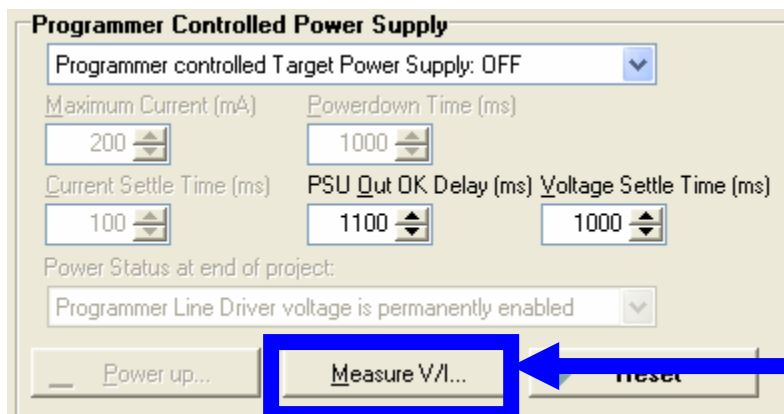 Programmer Controlled Power Supply
Programmer controlled Target Power Supply: OFF
Maximum Current (mA) Powerdown Time (ms)
200 1000
Current Settle Time (ms) PSU Out OK Delay (ms) Voltage Settle Time (ms)
100 1100 1000
Power Status at end of project:
Programmer Line Driver voltage is permanently enabled
Power up... Measure V/I... Reset